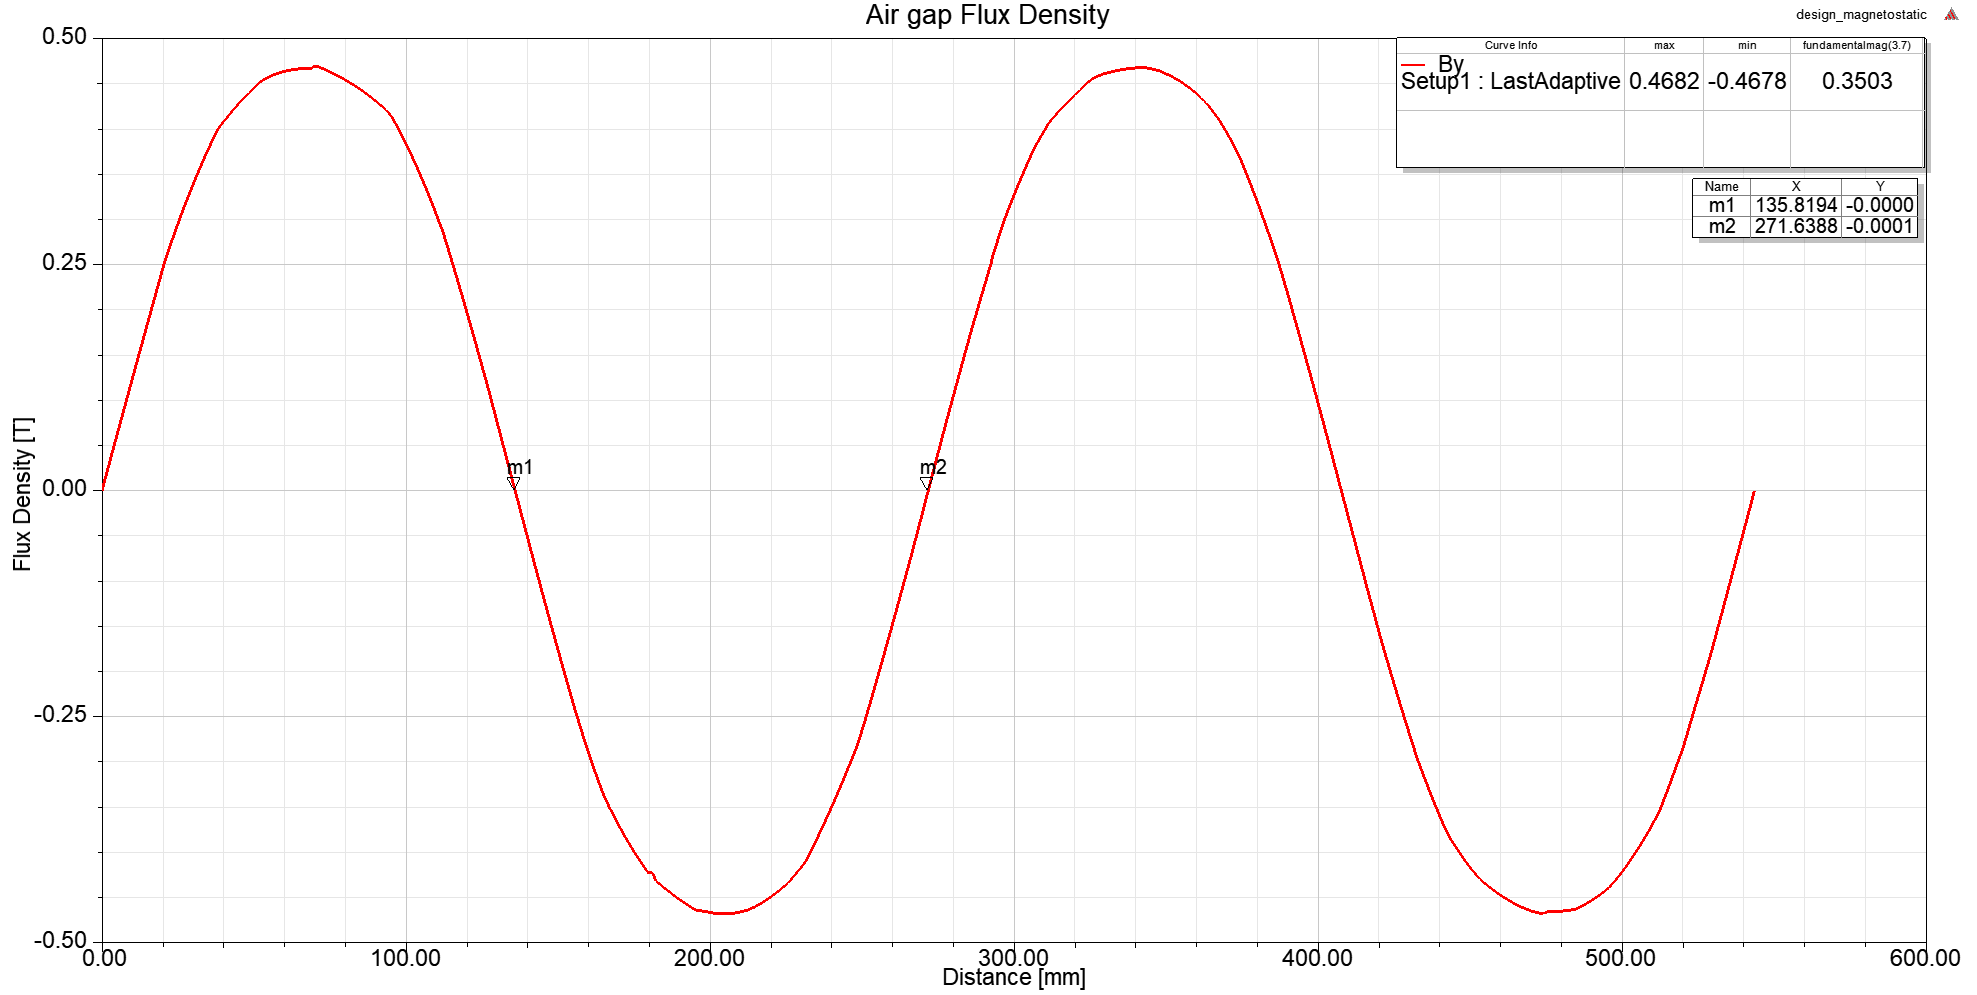 Air gap Flux Density
design_magnetostatic
Curve Info max min fundamentalmag(3.7)
By
Setup1 : LastAdaptive 0.4682 -0.4678 0.3503
Name X Y
m1 135.8194 -0.0000
m2 271.6388 -0.0001
0.50
0.25
0.00
-0.25
-0.50
Flux Density [T]
m1
m2
0.00 100.00 200.00 300.00 400.00 500.00 600.00
Distance [mm]